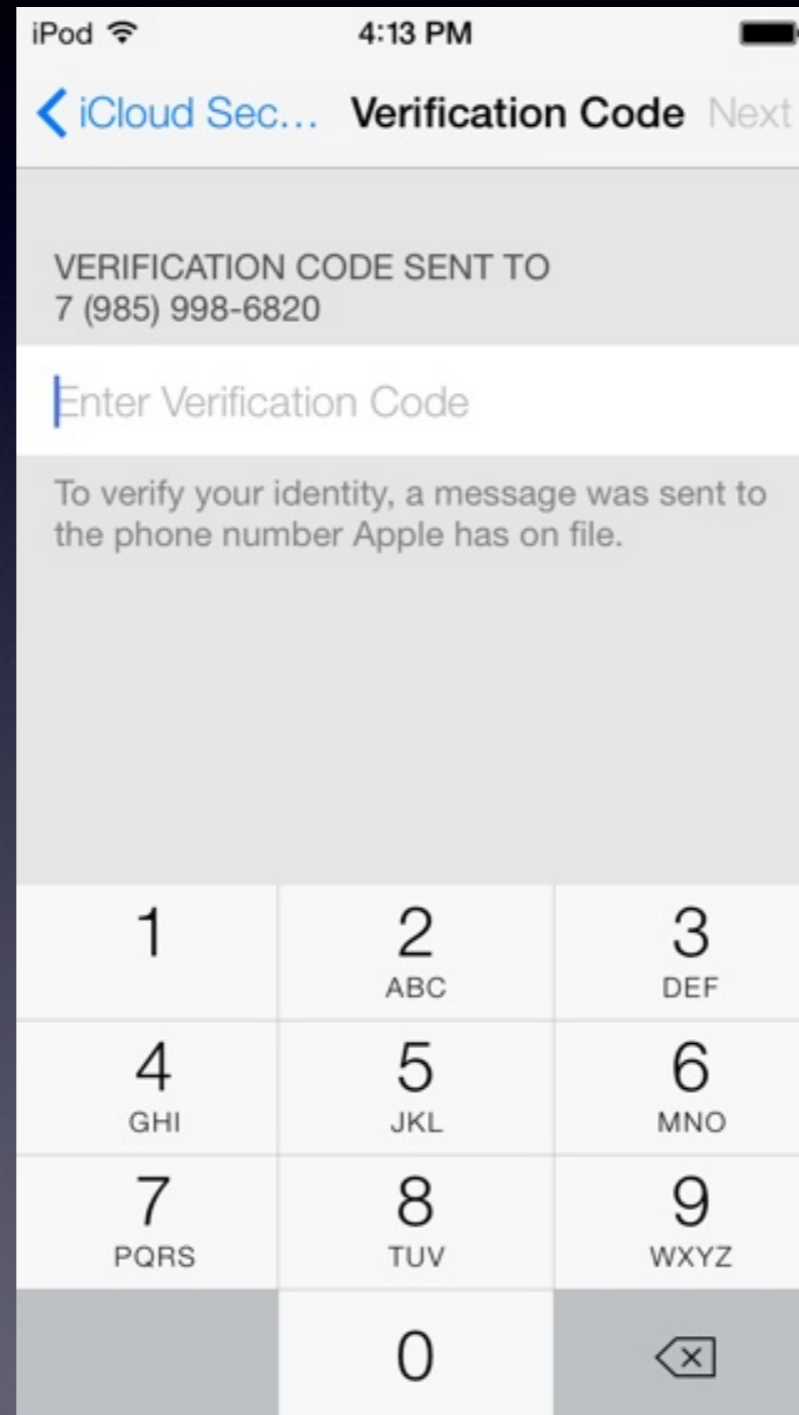 iPod 4:13 PM
iCloud Sec... Verification Code Next
VERIFICATION CODE SENT TO
7 (985) 998-6820
Enter Verification Code
To verify your identity, a message was sent to
the phone number Apple has on file.
1 2 3
ABC DEF
4 5 6
GHI JKL MNO
7 8 9
PQRS TUV WXYZ
0